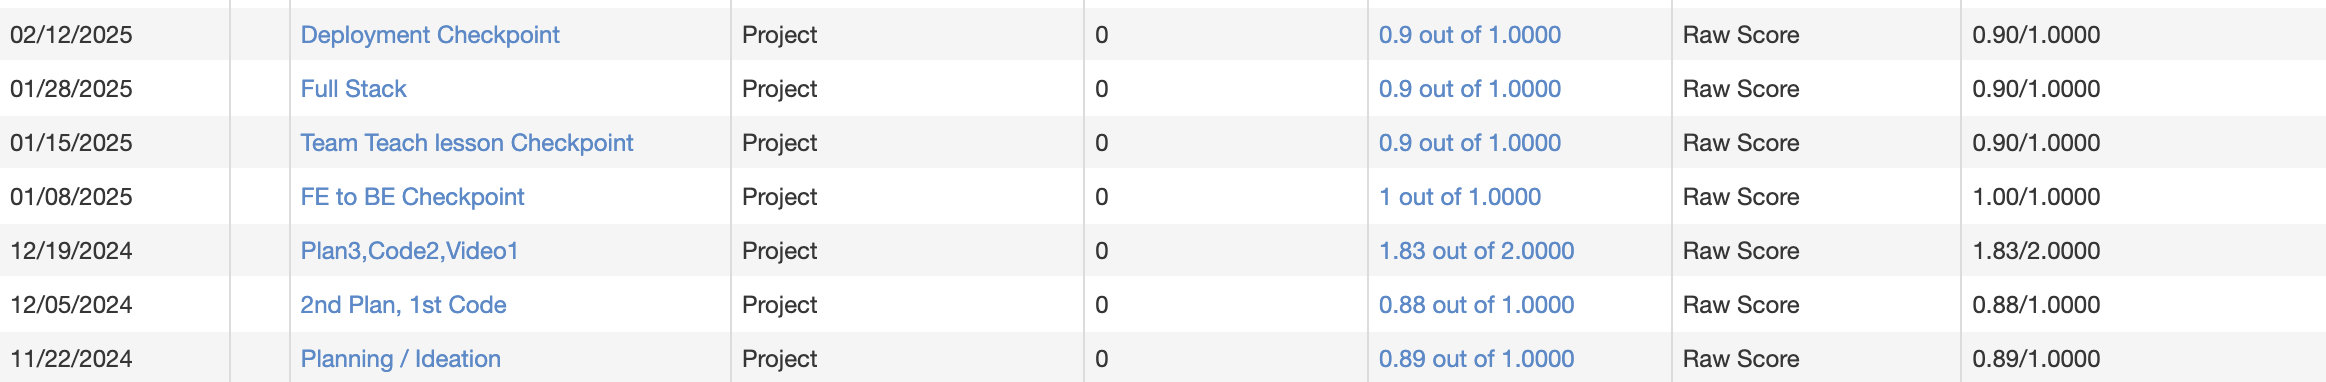 02/12/2025 Deployment Checkpoint Project 0 0.9 out of 1.0000 Raw Score 0.90/1.0000
01/28/2025 Full Stack Project 0 0.9 out of 1.0000 Raw Score 0.90/1.0000
01/15/2025 Team Teach lesson Checkpoint Project 0 0.9 out of 1.0000 Raw Score 0.90/1.0000
01/08/2025 FE to BE Checkpoint Project 0 1 out of 1.0000 Raw Score 1.00/1.0000
12/19/2024 Plan3,Code2,Video1 Project 0 1.83 out of 2.0000 Raw Score 1.83/2.0000
12/05/2024 2nd Plan, 1st Code Project 0 0.88 out of 1.0000 Raw Score 0.88/1.0000
11/22/2024 Planning / Ideation Project 0 0.89 out of 1.0000 Raw Score 0.89/1.0000